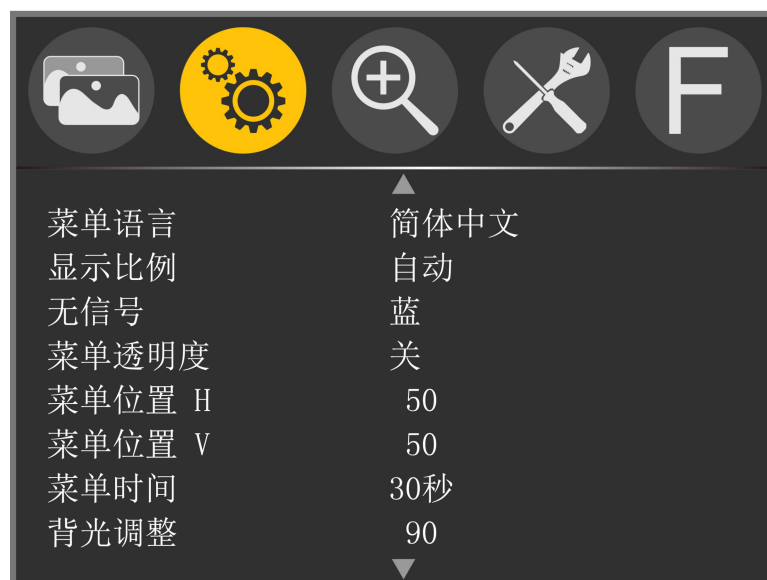 F
菜单语言 简体中文
显示比例 自动
无信号 蓝
菜单透明度 关
菜单位置 H 50
菜单位置 V 50
菜单时间 30秒
背光调整 90